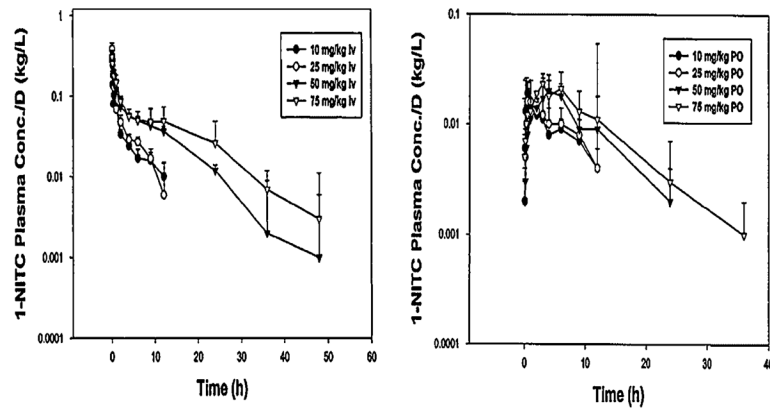 1-NITC Plasma Conc./D (kg/L)
1
0.1
0.01
0.001
0.0001
10 mg/kg iv
25 mg/kg iv
50 mg/kg iv
75 mg/kg iv
0 10 20 30 40 50 60
Time (h)
1-NITC Plasma Conc./D (kg/L)
0.1
0.01
0.001
0.0001
10 mg/kg PO
25 mg/kg PO
50 mg/kg PO
75 mg/kg PO
0 10 20 30 40
Time (h)